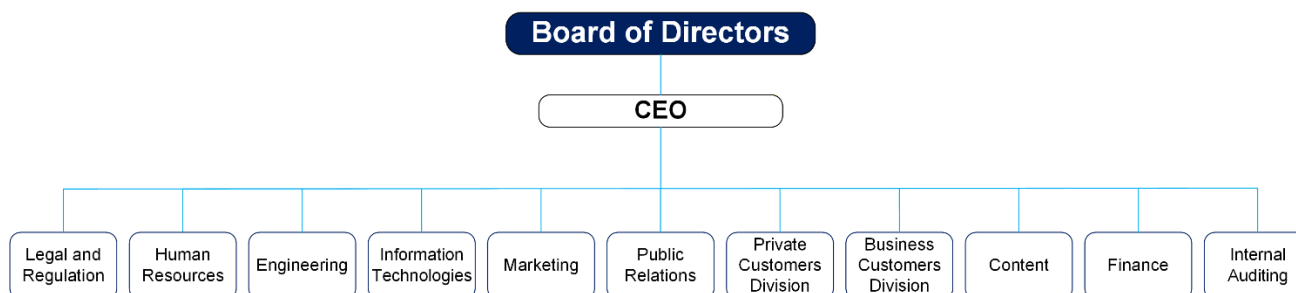 Board of Directors
CEO
Legal and
Regulation
Human
Resources
Engineering
Information
Technologies
Marketing
Public
Relations
Private
Customers
Division
Business
Customers
Division
Content
Finance
Internal
Auditing